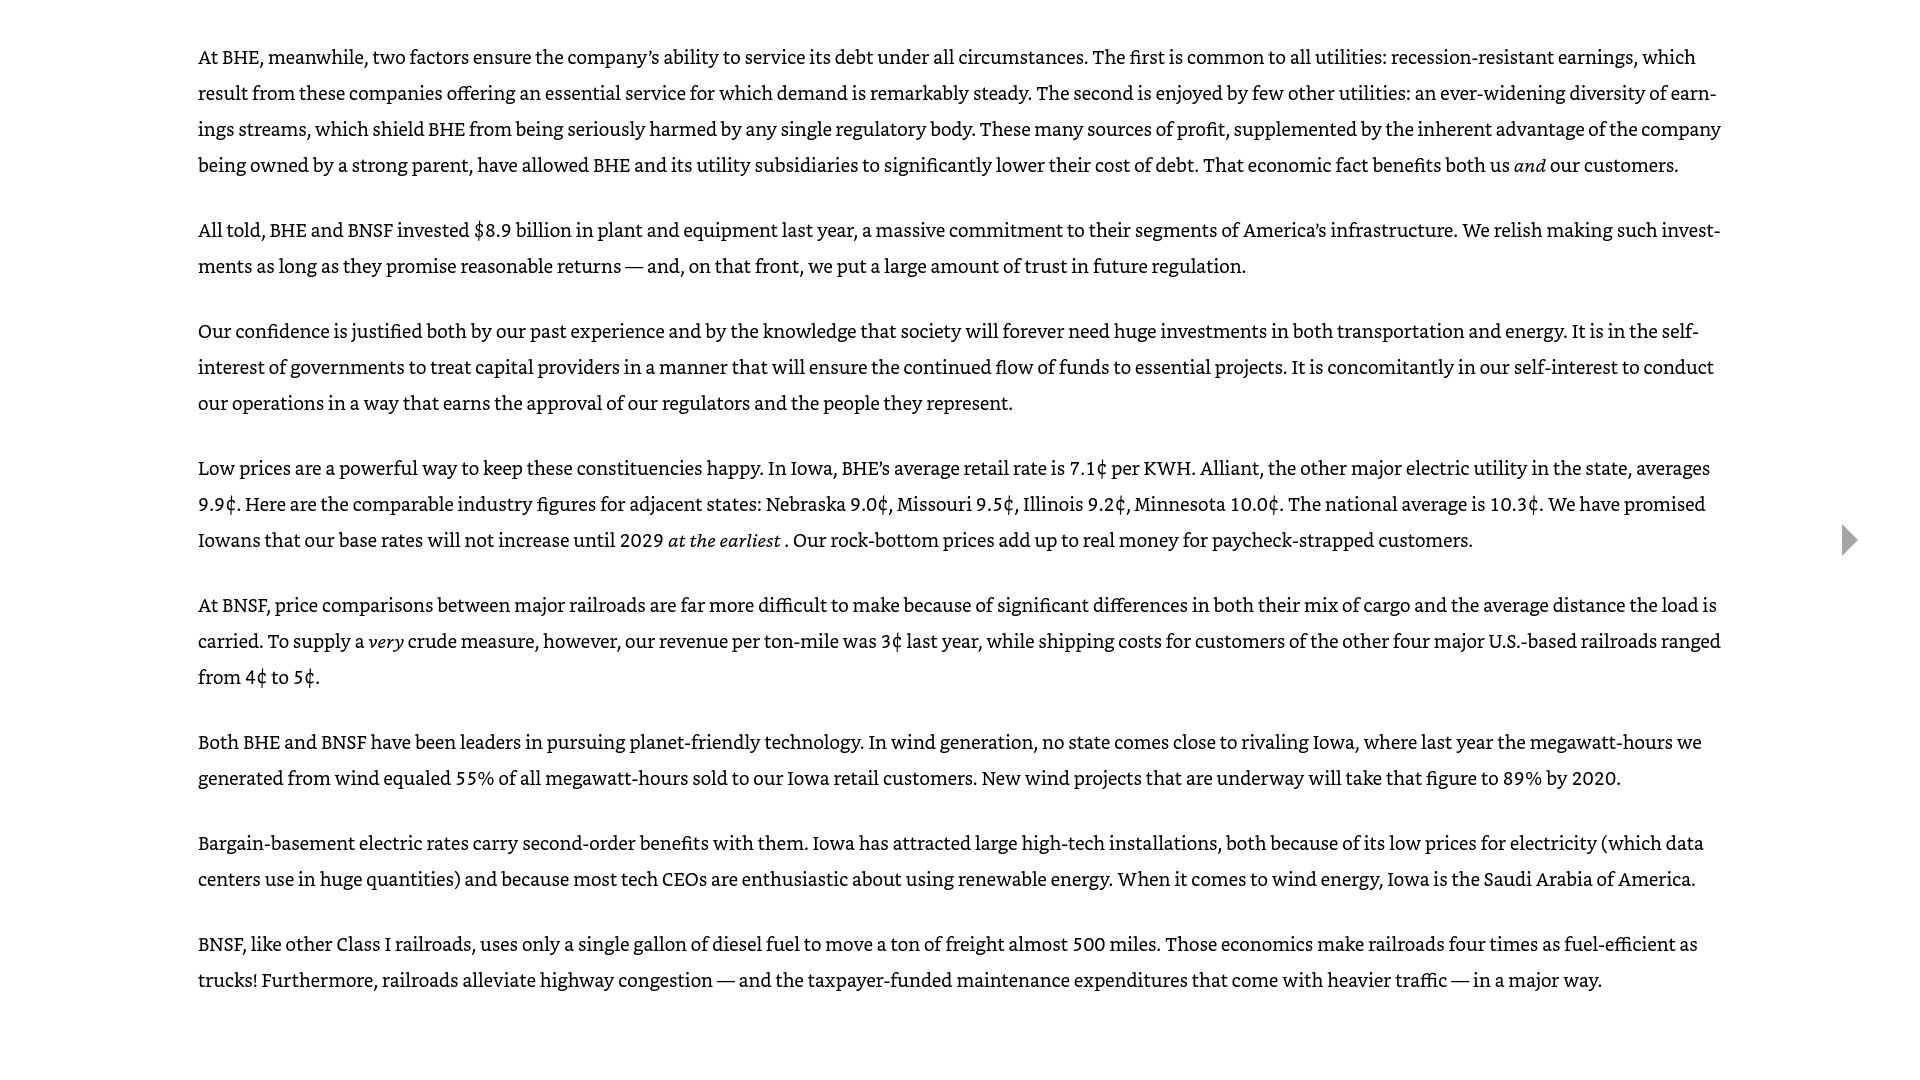 At BHE, meanwhile, two factors ensure the company’s ability to service its debt under all circumstances. The first is common to all utilities: recession-resistant earnings, which
result from these companies offering an essential service for which demand is remarkably steady. The second is enjoyed by few other utilities: an ever-widening diversity of earn-
ings streams, which shield BHE from being seriously harmed by any single regulatory body. These many sources of profit, supplemented by the inherent advantage of the company
being owned by a strong parent, have allowed BHE and its utility subsidiaries to significantly lower their cost of debt. That economic fact benefits both us and our customers.
All told, BHE and BNSF invested $8.9 billion in plant and equipment last year, a massive commitment to their segments of America’s infrastructure. We relish making such invest-
ments as long as they promise reasonable returns — and, on that front, we put a large amount of trust in future regulation.
Our confidence is justified both by our past experience and by the knowledge that society will forever need huge investments in both transportation and energy. It is in the self-
interest of governments to treat capital providers in a manner that will ensure the continued flow of funds to essential projects. It is concomitantly in our self-interest to conduct
our operations in a way that earns the approval of our regulators and the people they represent.
Low prices are a powerful way to keep these constituencies happy. In Iowa, BHE’s average retail rate is 7.1¢ per KWH. Alliant, the other major electric utility in the state, averages
9.9¢. Here are the comparable industry figures for adjacent states: Nebraska 9.0¢, Missouri 9.5¢, Illinois 9.2¢, Minnesota 10.0¢. The national average is 10.3¢. We have promised
Iowans that our base rates will not increase until 2029 at the earliest . Our rock-bottom prices add up to real money for paycheck-strapped customers.
At BNSF, price comparisons between major railroads are far more difficult to make because of significant differences in both their mix of cargo and the average distance the load is
carried. To supply a very crude measure, however, our revenue per ton-mile was 3¢ last year, while shipping costs for customers of the other four major U.S.-based railroads ranged
from 4¢ to 5¢.
Both BHE and BNSF have been leaders in pursuing planet-friendly technology. In wind generation, no state comes close to rivaling Iowa, where last year the megawatt-hours we
generated from wind equaled 55% of all megawatt-hours sold to our Iowa retail customers. New wind projects that are underway will take that figure to 89% by 2020.
Bargain-basement electric rates carry second-order benefits with them. Iowa has attracted large high-tech installations, both because of its low prices for electricity (which data
centers use in huge quantities) and because most tech CEOs are enthusiastic about using renewable energy. When it comes to wind energy, Iowa is the Saudi Arabia of America.
BNSF, like other Class I railroads, uses only a single gallon of diesel fuel to move a ton of freight almost 500 miles. Those economics make railroads four times as fuel-efficient as
trucks! Furthermore, railroads alleviate highway congestion — and the taxpayer-funded maintenance expenditures that come with heavier traffic — in a major way.